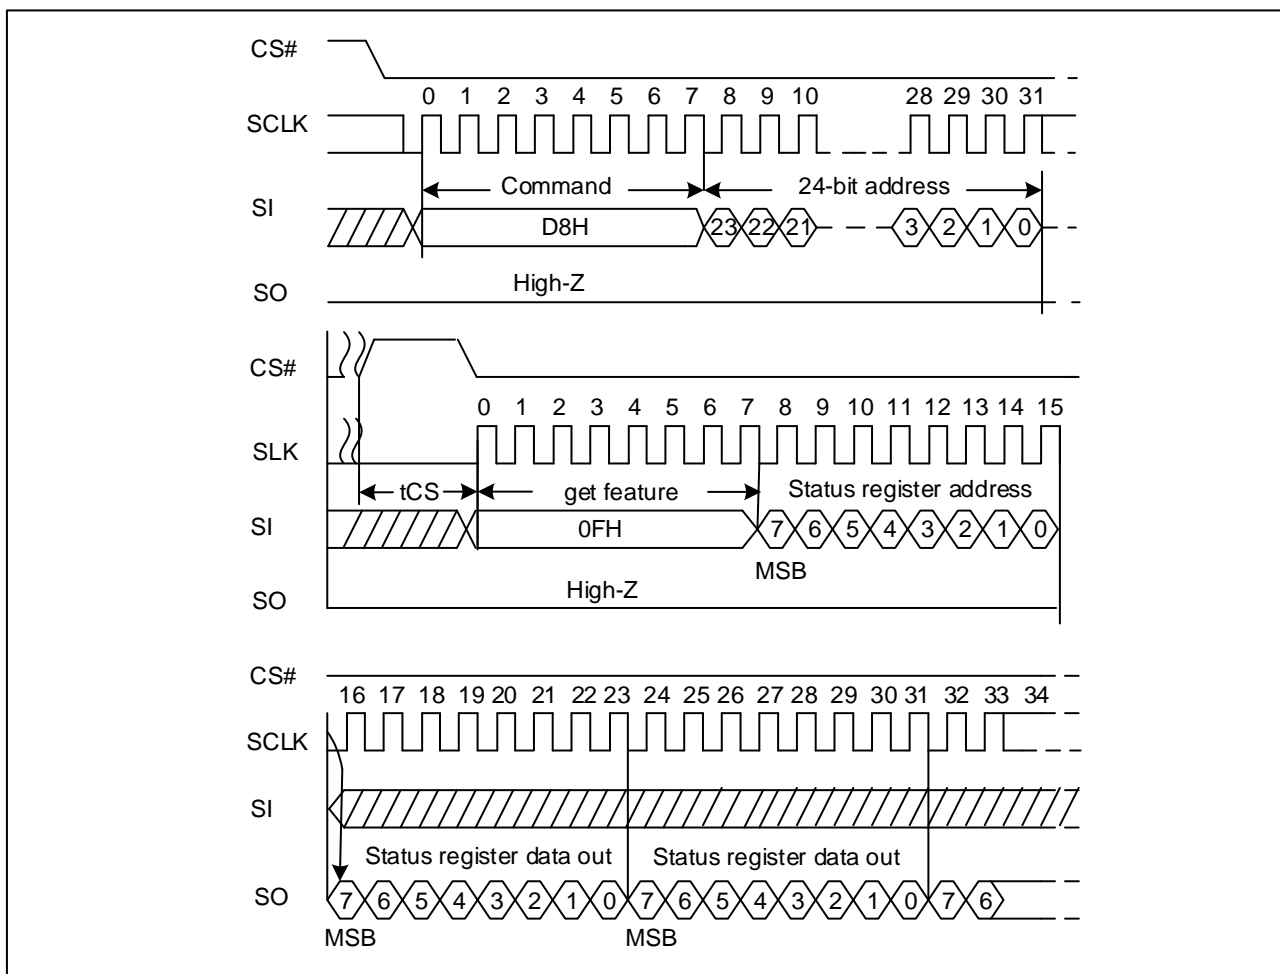 CS#
0 1 2 3 4 5 6 7 8 9 10 28 29 30 31
SCLK
Command 24-bit address
SI
D8H 23 22 21 3 2 1 0
High-Z
SO
CS#
0 1 2 3 4 5 6 7 8 9 10 11 12 13 14 15
SLK
tCS get feature Status register address
SI 0FH 7 6 5 4 3 2 1 0
MSB
High-Z
SO
CS#
16 17 18 19 20 21 22 23 24 25 26 27 28 29 30 31 32 33 34
SCLK
SI
Status register data out Status register data out
SO 7 6 5 4 3 2 1 0 7 6 5 4 3 2 1 0 7 6
MSB MSB